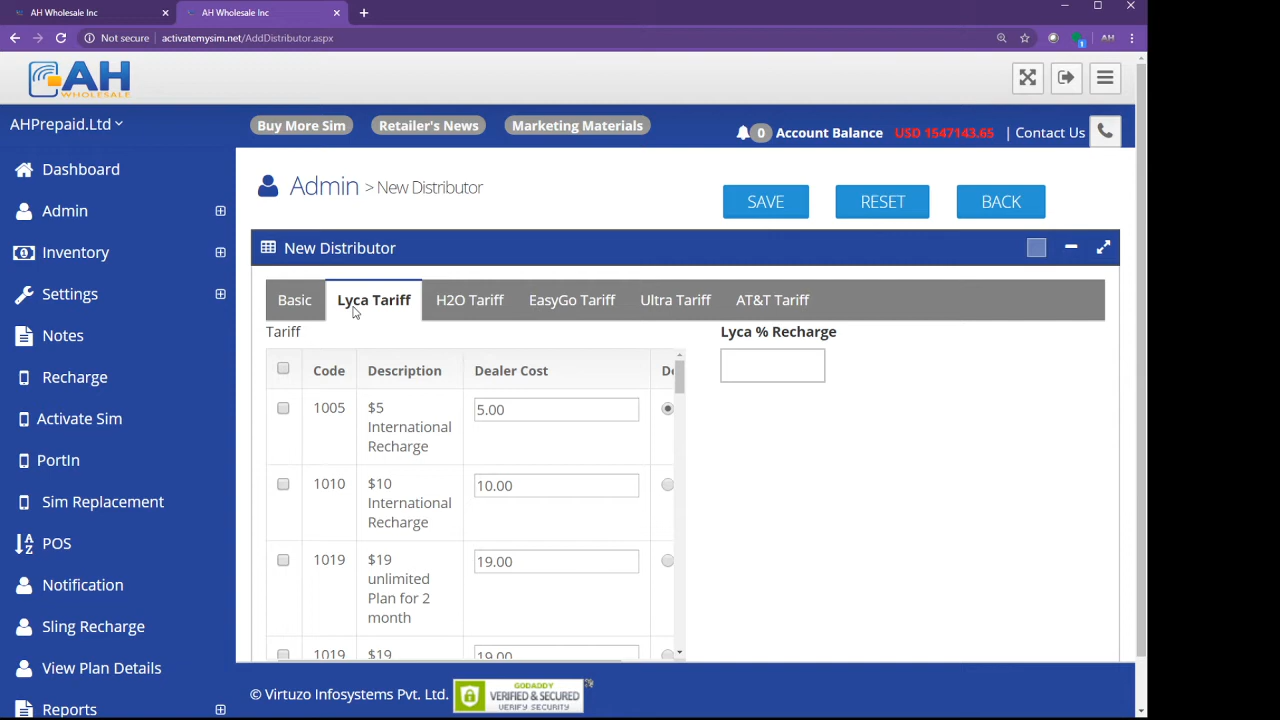 AH Wholesale Inc
AH Wholesale Inc
Not secure | activatemysim.net/AddDistributor.aspx
1
AH
AH
WHOLESALE
AHPrepaid.Ltd
Buy More Sim
Retailer's News
Marketing Materials
0 Account Balance USD 1547143.65 | Contact Us
Dashboard
Admin
Inventory
Settings
Notes
Recharge
Activate Sim
PortIn
Sim Replacement
POS
Notification
Sling Recharge
View Plan Details
Reports
Admin > New Distributor
SAVE
RESET
BACK
New Distributor
Basic
Lyca Tariff
H2O Tariff
EasyGo Tariff
Ultra Tariff
AT&T Tariff
Tariff
Lyca % Recharge
Code Description Dealer Cost
1005 $5 5.00
International
Recharge
1010 $10 10.00
International
Recharge
1019 $19 19.00
unlimited
Plan for 2
month
1019 $19 19.00
© Virtuzo Infosystems Pvt. Ltd.
GODADDY
VERIFIED & SECURED
VERIFY SECURITY